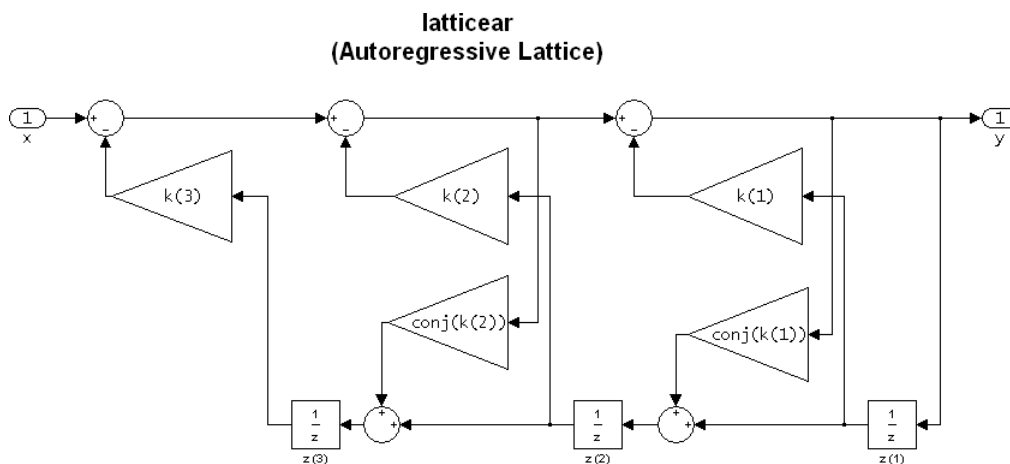 latticear
(Autoregressive Lattice)
1
x
+
−
+
−
+
−
1
y
k(3)
k(2)
k(1)
conj(k(2))
conj(k(1))
+
+
+
+
1
z
z(3)
1
z
z(2)
1
z
z(1)